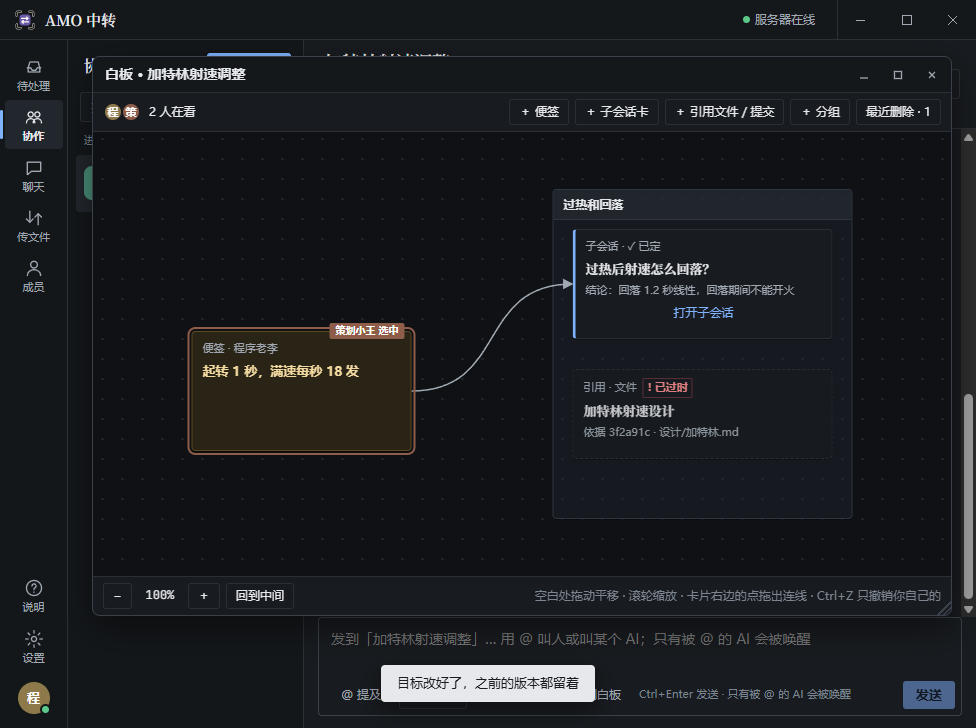 AMO 中转
服务器在线
待处理
协作
聊天
传文件
成员
说明
设置
程
白板 • 加特林射速调整
程 策 2 人在看
+ 便签
+ 子会话卡
+ 引用文件 / 提交
+ 分组
最近删除 · 1
过热和回落
子会话 · ✓ 已定
过热后射速怎么回落?
结论：回落 1.2 秒线性，回落期间不能开火
打开子会话
策划小王 选中
便签 · 程序老李
起转 1 秒，满速每秒 18 发
引用 · 文件 ! 已过时
加特林射速设计
依据 3f2a91c · 设计/加特林.md
− 100% + 回到中间
空白处拖动平移 · 滚轮缩放 · 卡片右边的点拖出连线 · Ctrl+Z 只撤销你自己的
发到「加特林射速调整」... 用 @ 叫人或叫某个 AI；只有被 @ 的 AI 会被唤醒
@ 提及
目标改好了，之前的版本都留着
白板
Ctrl+Enter 发送 · 只有被 @ 的 AI 会被唤醒
发送